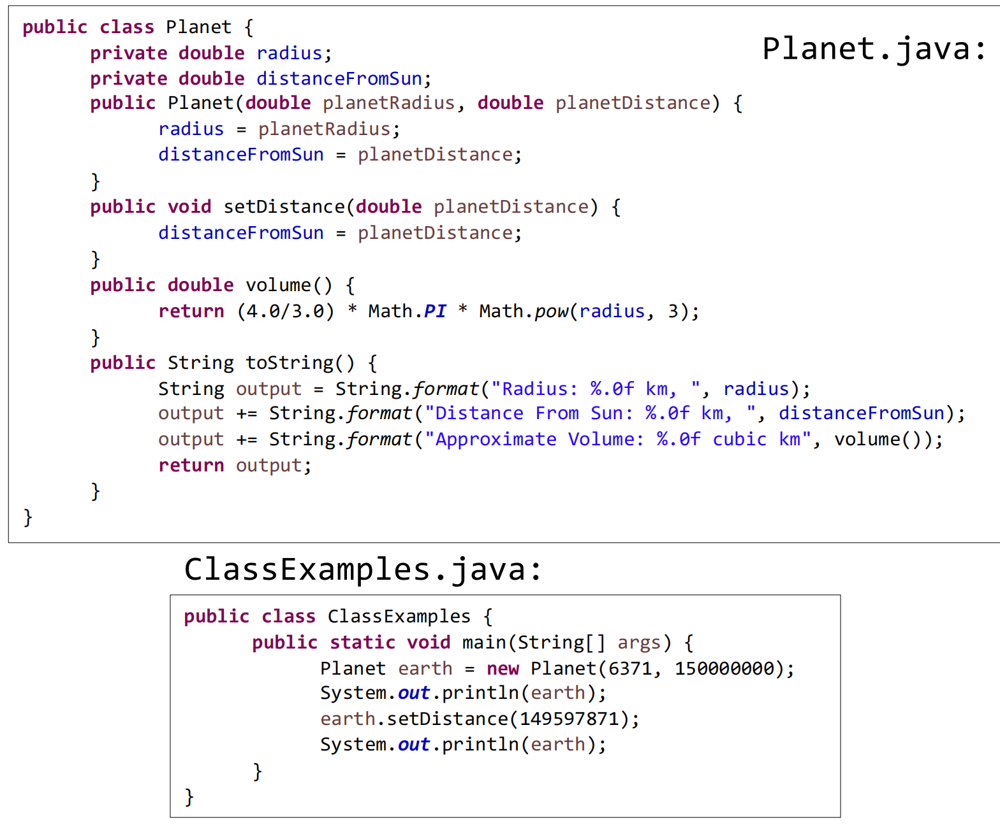 public class Planet {
Planet.java:
private double radius;
private double distanceFromSun;
public Planet(double planetRadius, double planetDistance) {
radius = planetRadius;
distanceFromSun = planetDistance;
}
public void setDistance(double planetDistance) {
distanceFromSun = planetDistance;
}
public double volume() {
return (4.0/3.0) * Math.PI * Math.pow(radius, 3);
}
public String toString() {
String output = String.format("Radius: %.0f km, ", radius);
output += String.format("Distance From Sun: %.0f km, ", distanceFromSun);
output += String.format("Approximate Volume: %.0f cubic km", volume());
return output;
}
}
ClassExamples.java:
public class ClassExamples {
public static void main(String[] args) {
Planet earth = new Planet(6371, 150000000);
System.out.println(earth);
earth.setDistance(149597871);
System.out.println(earth);
}
}